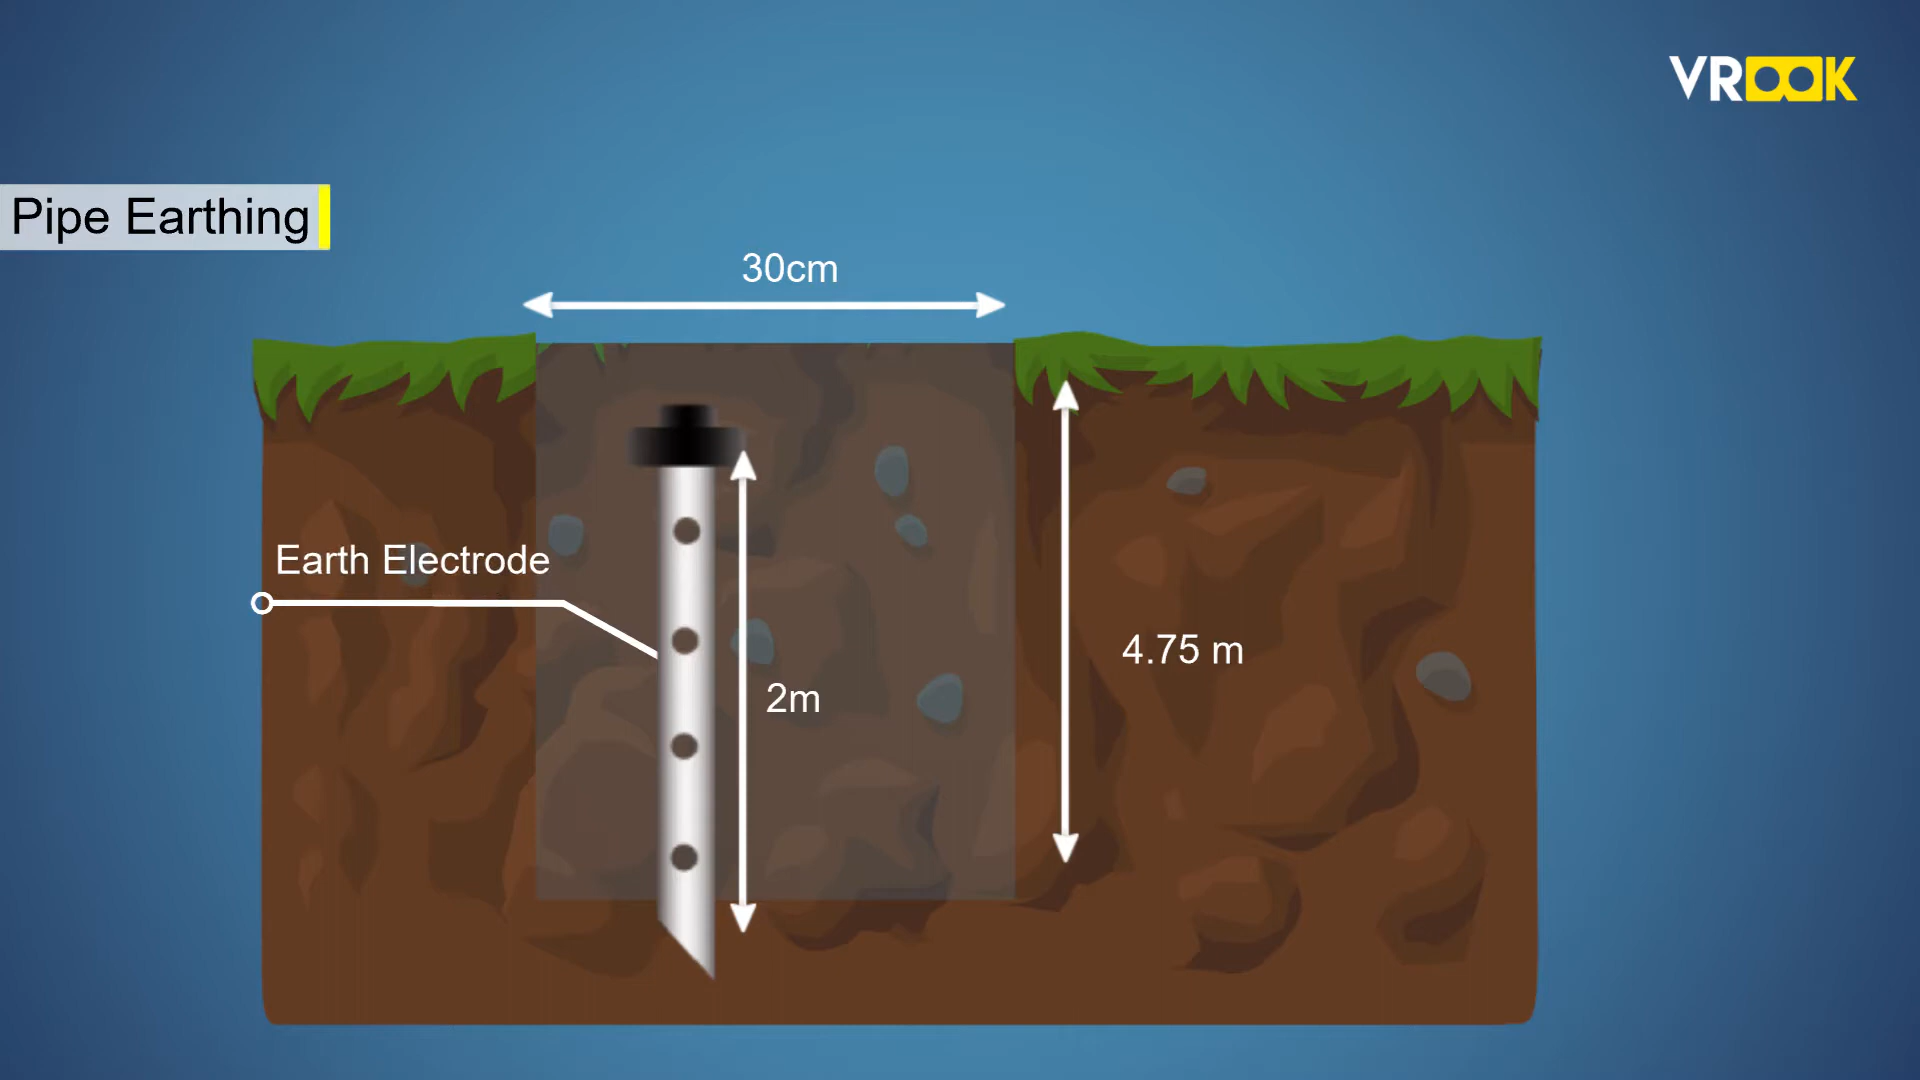 VROOK
Pipe Earthing
30cm
Earth Electrode
4.75 m
2m